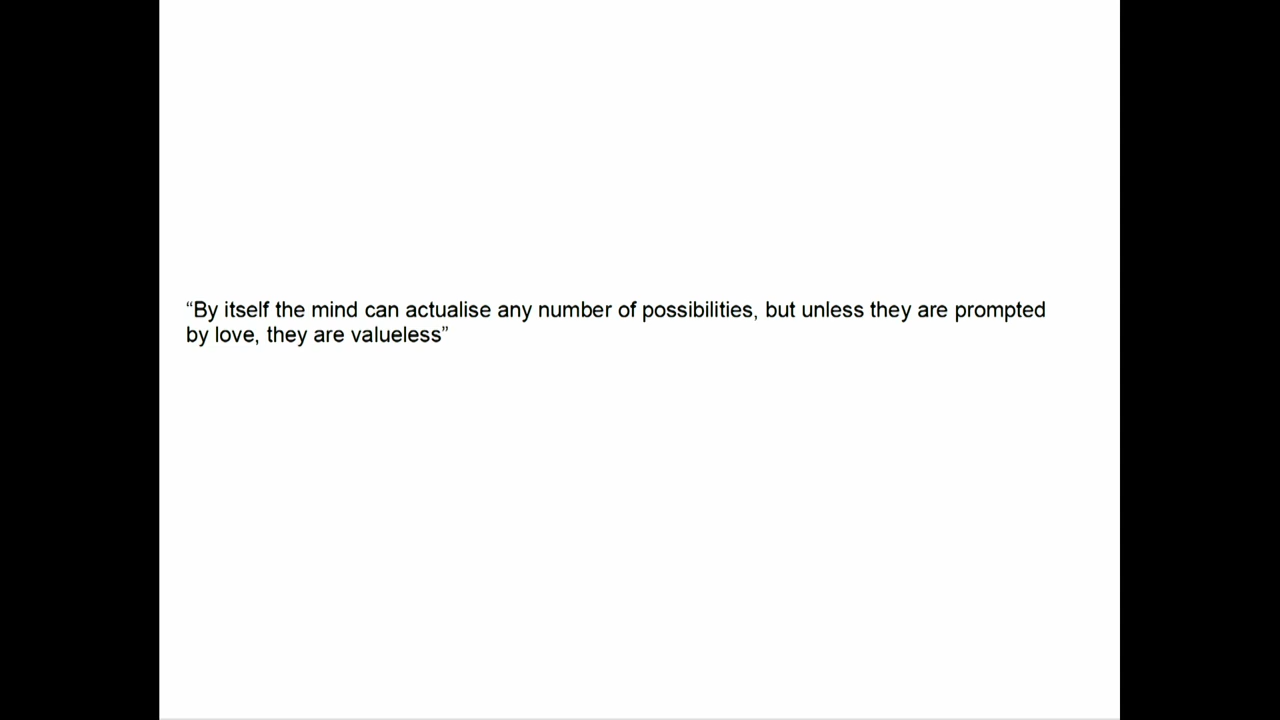 “By itself the mind can actualise any number of possibilities, but unless they are prompted
by love, they are valueless”